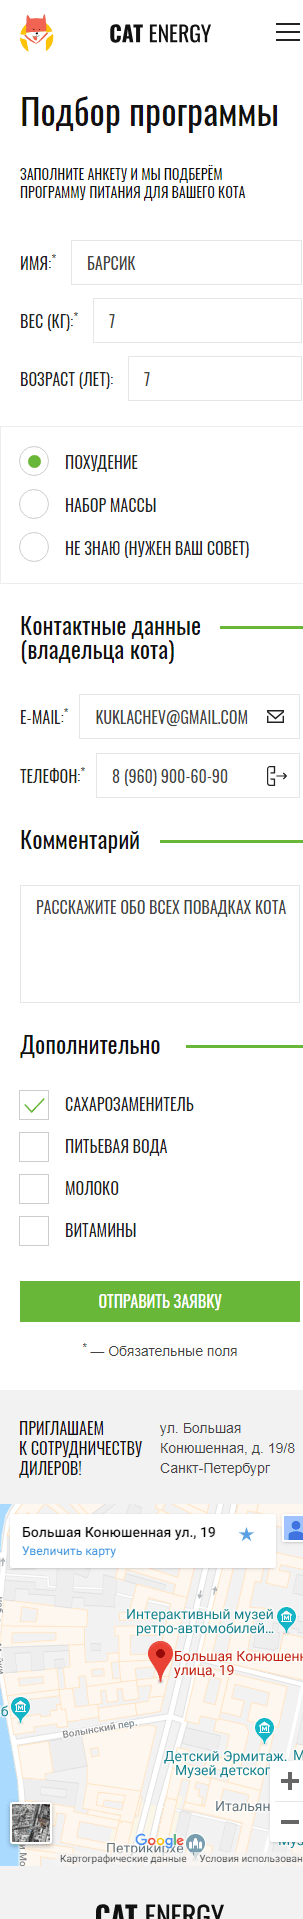 CAT ENERGY
Подбор программы
ЗАПОЛНИТЕ АНКЕТУ И МЫ ПОДБЕРЁМ
ПРОГРАММУ ПИТАНИЯ ДЛЯ ВАШЕГО КОТА
ИМЯ:* БАРСИК
ВЕС (КГ):* 7
ВОЗРАСТ (ЛЕТ): 7
ПОХУДЕНИЕ
НАБОР МАССЫ
НЕ ЗНАЮ (НУЖЕН ВАШ СОВЕТ)
Контактные данные
(владельца кота)
E-MAIL:* KUKLACHEV@GMAIL.COM
ТЕЛЕФОН:* 8 (960) 900-60-90
Комментарий
РАССКАЖИТЕ ОБО ВСЕХ ПОВАДКАХ КОТА
Дополнительно
САХАРОЗАМЕНИТЕЛЬ
ПИТЬЕВАЯ ВОДА
МОЛОКО
ВИТАМИНЫ
ОТПРАВИТЬ ЗАЯВКУ
* — Обязательные поля
ПРИГЛАШАЕМ
К СОТРУДНИЧЕСТВУ
ДИЛЕРОВ!
ул. Большая
Конюшенная, д. 19/8
Санкт-Петербург
Большая Конюшенная ул., 19
Увеличить карту
Интерактивный музей
ретро-автомобилей...
Большая Конюшенн
улица, 19
Волынский пер.
Детский Эрмитаж.
Музей детског
Итальян
Петрикирхе
Google
Картографические данные Условия использован
CAT ENERGY